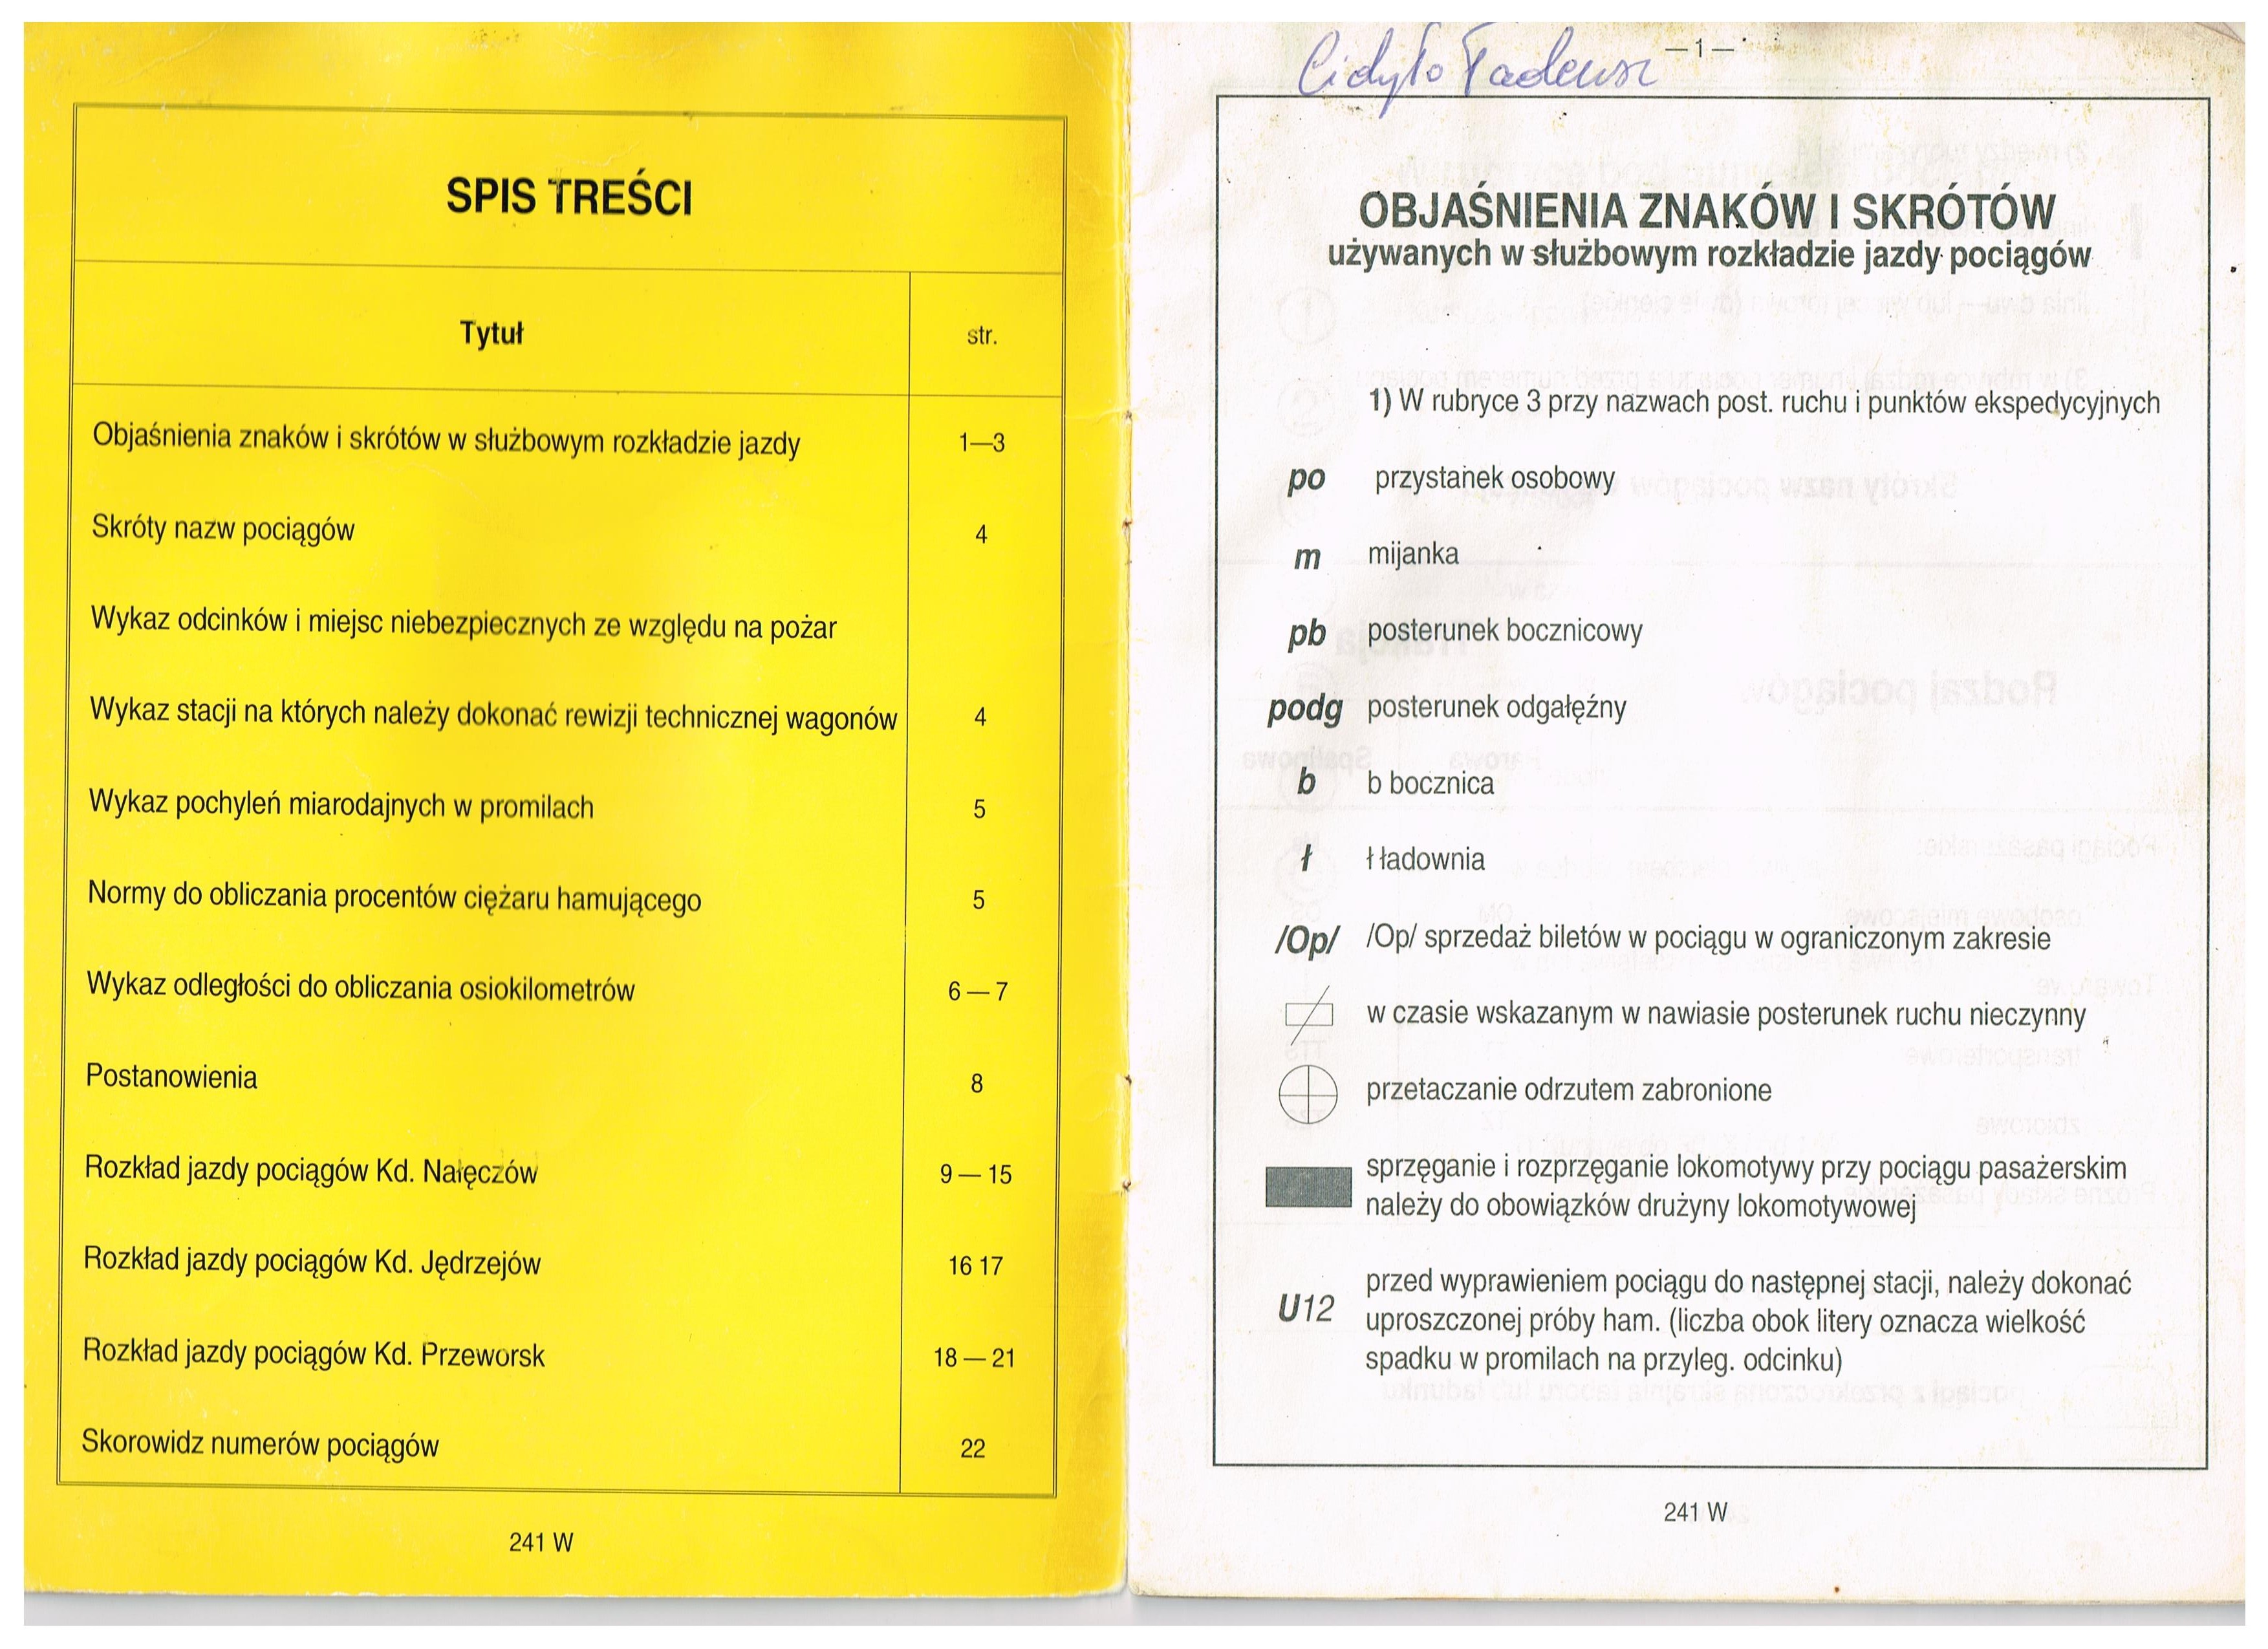 SPIS TREŚCI
Tytuł str.
Objaśnienia znaków i skrótów w służbowym rozkładzie jazdy 1—3
Skróty nazw pociągów 4
Wykaz odcinków i miejsc niebezpiecznych ze względu na pożar
Wykaz stacji na których należy dokonać rewizji technicznej wagonów 4
Wykaz pochyleń miarodajnych w promilach 5
Normy do obliczania procentów ciężaru hamującego 5
Wykaz odległości do obliczania osiokilometrów 6 — 7
Postanowienia 8
Rozkład jazdy pociągów Kd. Nałęczów 9 — 15
Rozkład jazdy pociągów Kd. Jędrzejów 16 17
Rozkład jazdy pociągów Kd. Przeworsk 18 — 21
Skorowidz numerów pociągów 22
241 W
Cidyło Tadeusz
— 1 —
OBJAŚNIENIA ZNAKÓW I SKRÓTÓW
używanych w służbowym rozkładzie jazdy pociągów
1) W rubryce 3 przy nazwach post. ruchu i punktów ekspedycyjnych
po przystanek osobowy
m mijanka
pb posterunek bocznicowy
podg posterunek odgałęźny
b b bocznica
ł ł ładownia
/Op/ /Op/ sprzedaż biletów w pociągu w ograniczonym zakresie
w czasie wskazanym w nawiasie posterunek ruchu nieczynny
przetaczanie odrzutem zabronione
sprzęganie i rozprzęganie lokomotywy przy pociągu pasażerskim
należy do obowiązków drużyny lokomotywowej
U12 przed wyprawieniem pociągu do następnej stacji, należy dokonać
uproszczonej próby ham. (liczba obok litery oznacza wielkość
spadku w promilach na przyleg. odcinku)
241 W